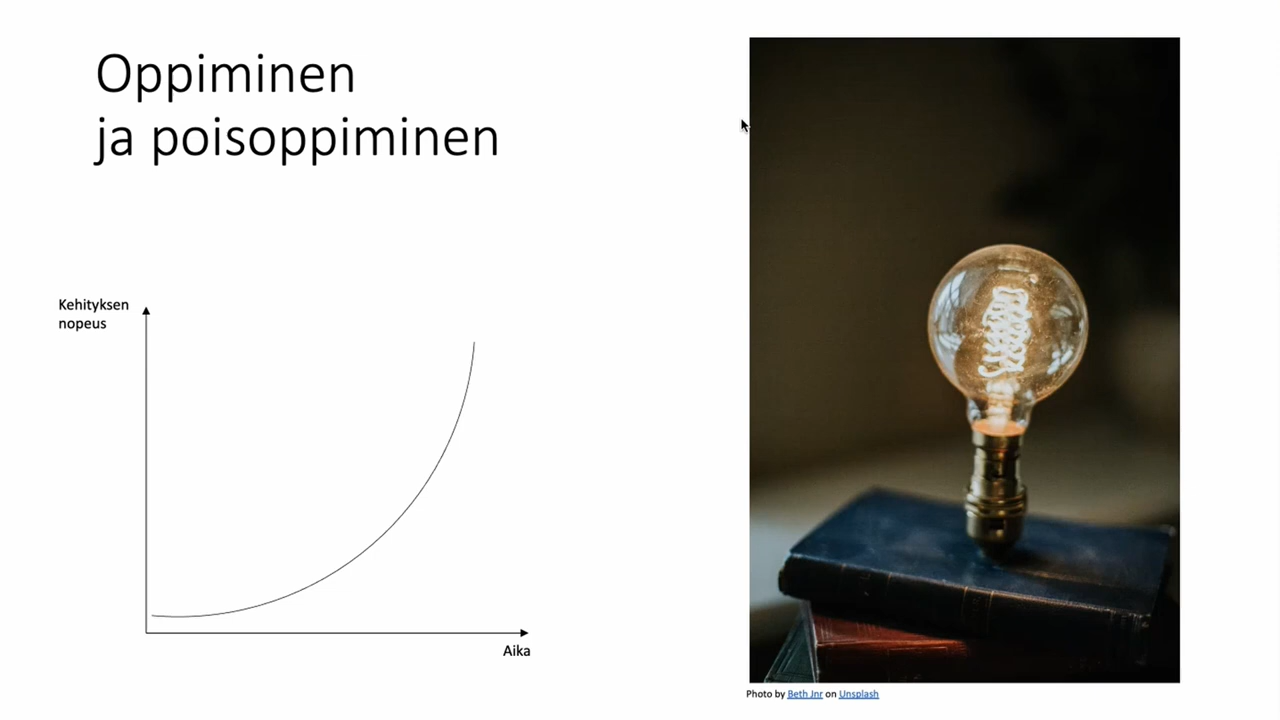 Oppiminen
ja poisoppiminen
Kehityksen
nopeus
Aika
Photo by Beth Jnr on Unsplash